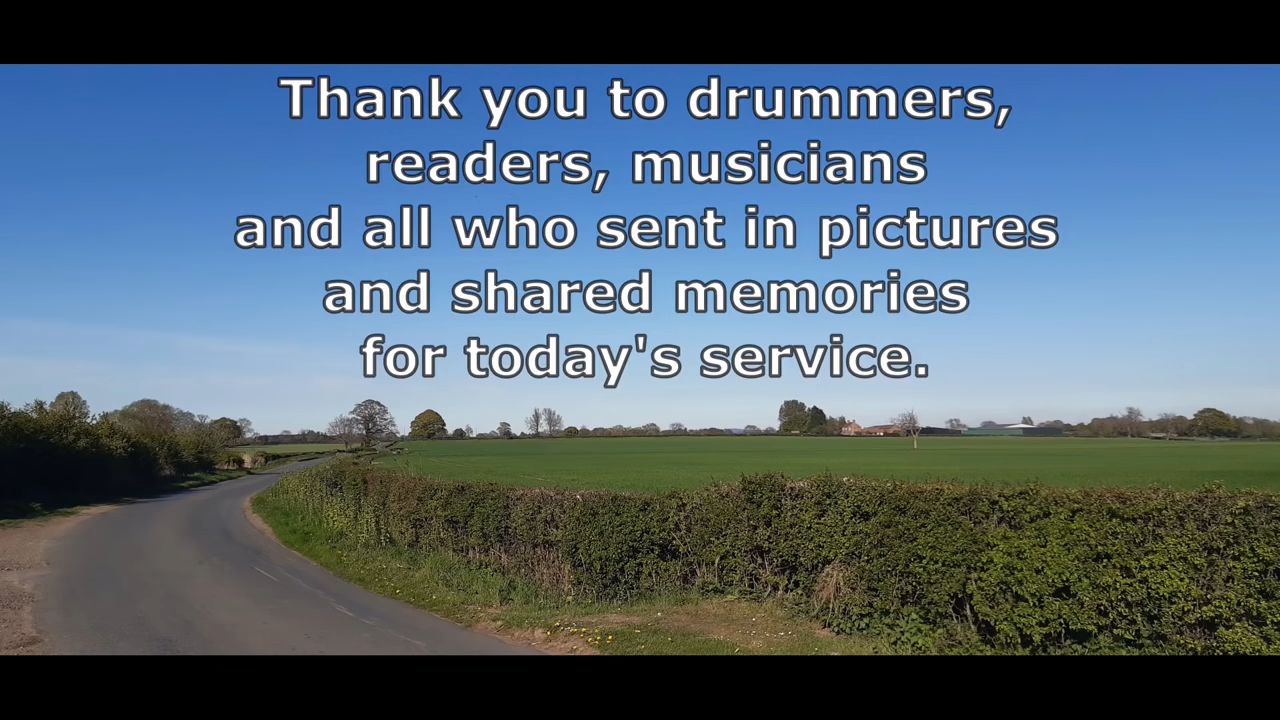 Thank you to drummers,
readers, musicians
and all who sent in pictures
and shared memories
for today's service.